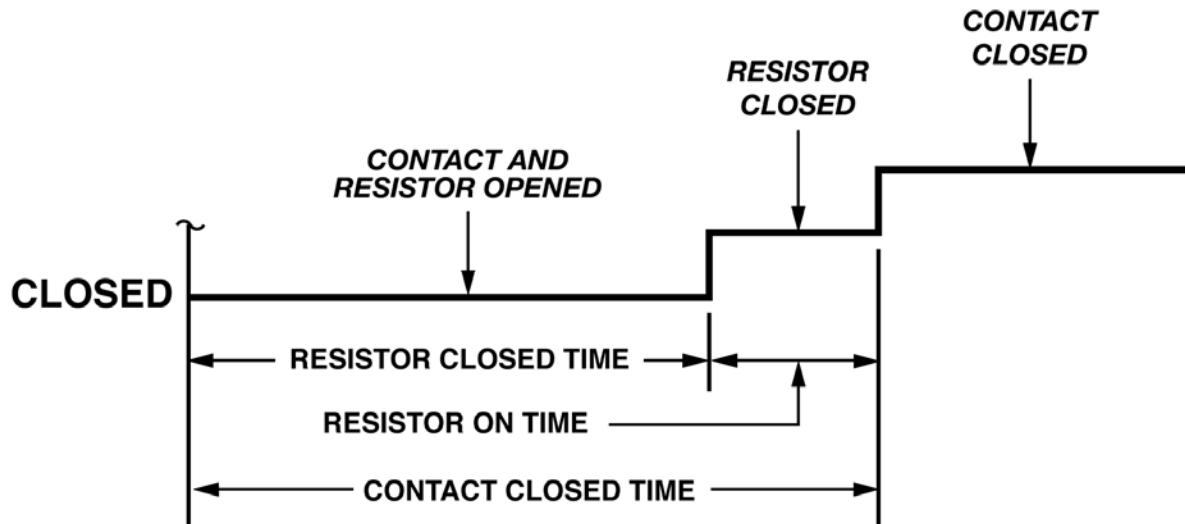 CONTACT
CLOSED
RESISTOR
CLOSED
CONTACT AND
RESISTOR OPENED
CLOSED
RESISTOR CLOSED TIME
RESISTOR ON TIME
CONTACT CLOSED TIME